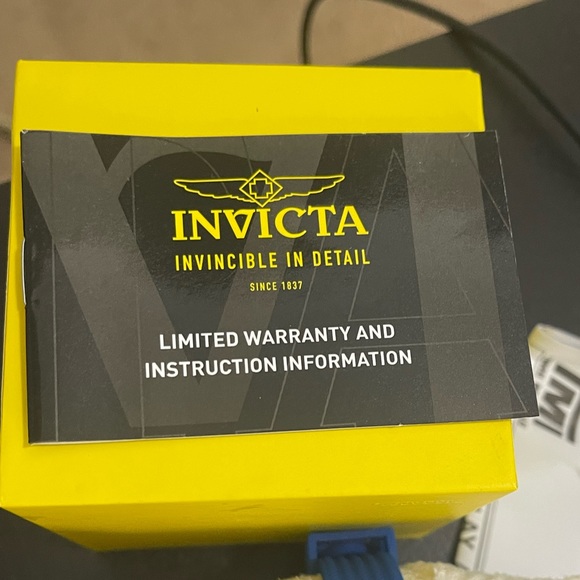 INVICTA
INVINCIBLE IN DETAIL
SINCE 1837
LIMITED WARRANTY AND
INSTRUCTION INFORMATION